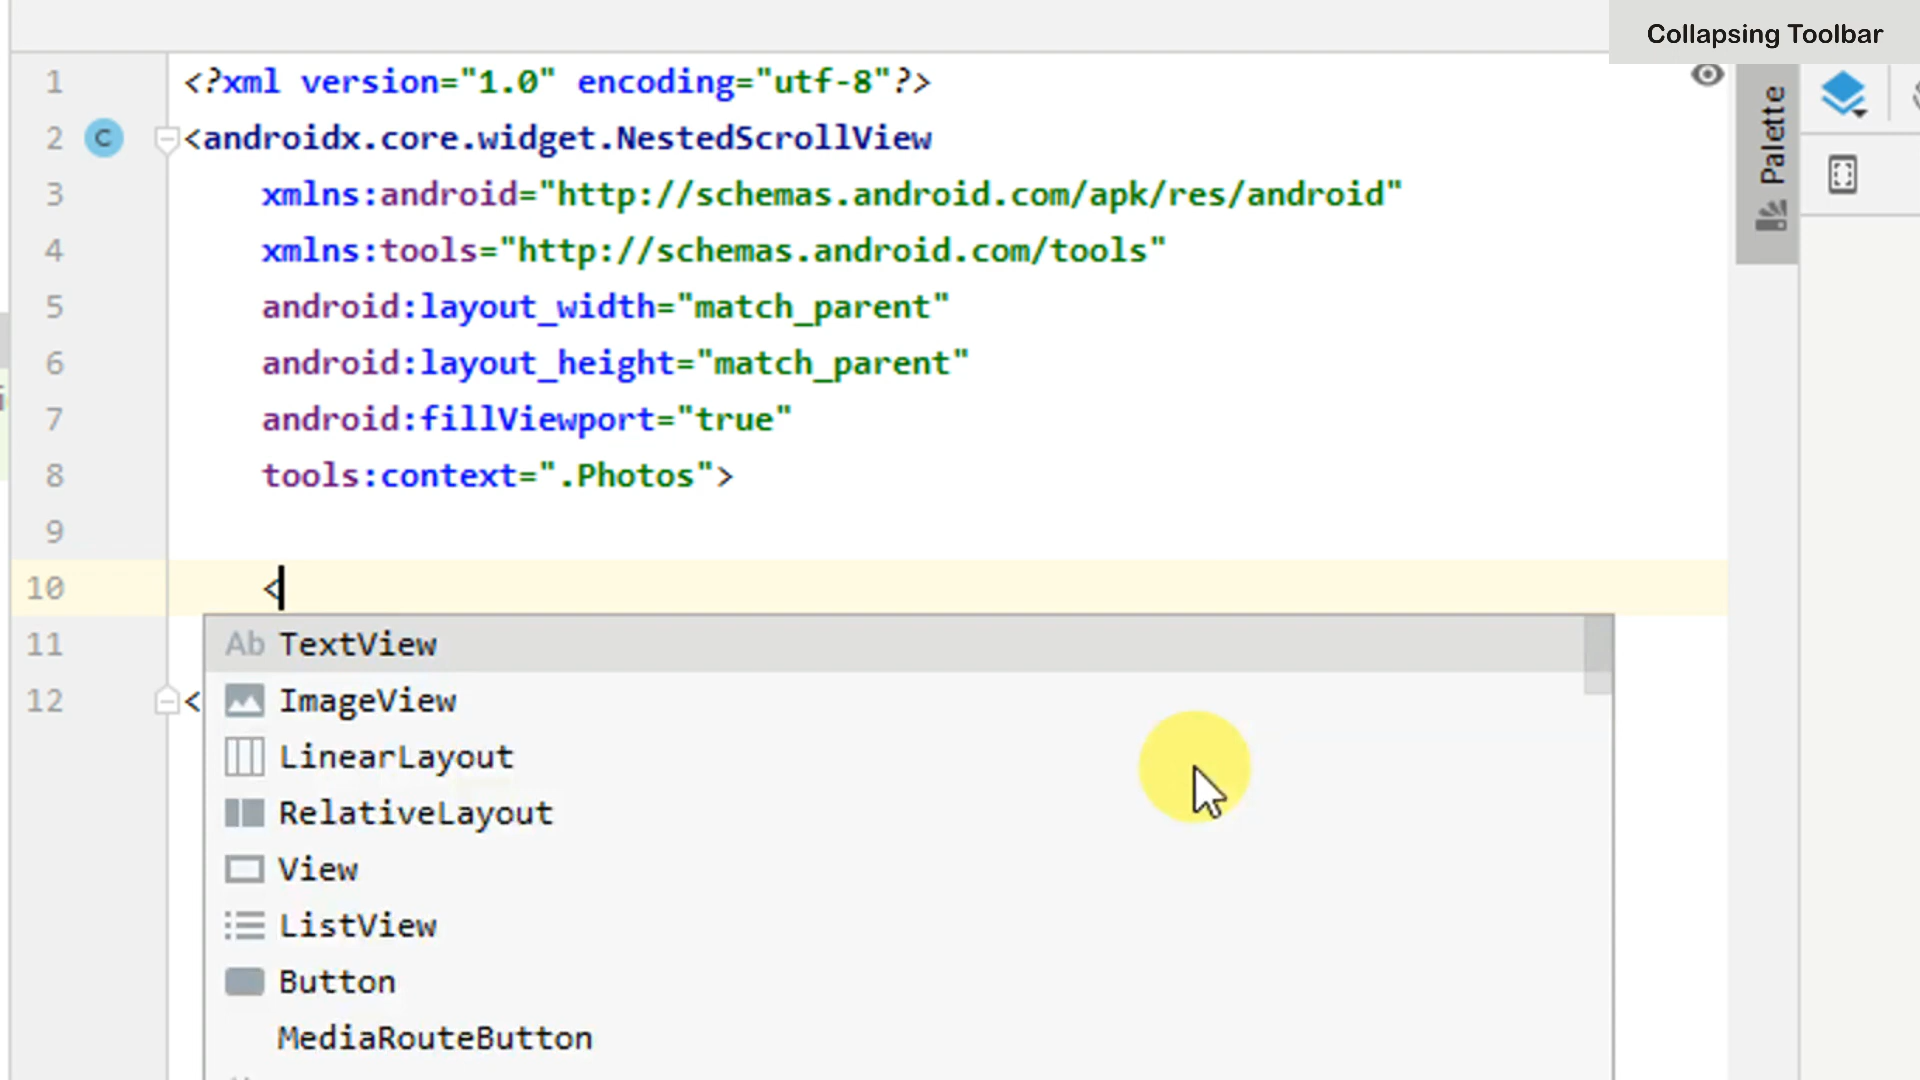 Collapsing Toolbar
1 <?xml version="1.0" encoding="utf-8"?>
2 C <androidx.core.widget.NestedScrollView
3 xmlns:android="http://schemas.android.com/apk/res/android"
4 xmlns:tools="http://schemas.android.com/tools"
5 android:layout_width="match_parent"
6 android:layout_height="match_parent"
7 android:fillViewport="true"
8 tools:context=".Photos">
9
10 <
11
12 <
Ab TextView
ImageView
LinearLayout
RelativeLayout
View
ListView
Button
MediaRouteButton
Palette